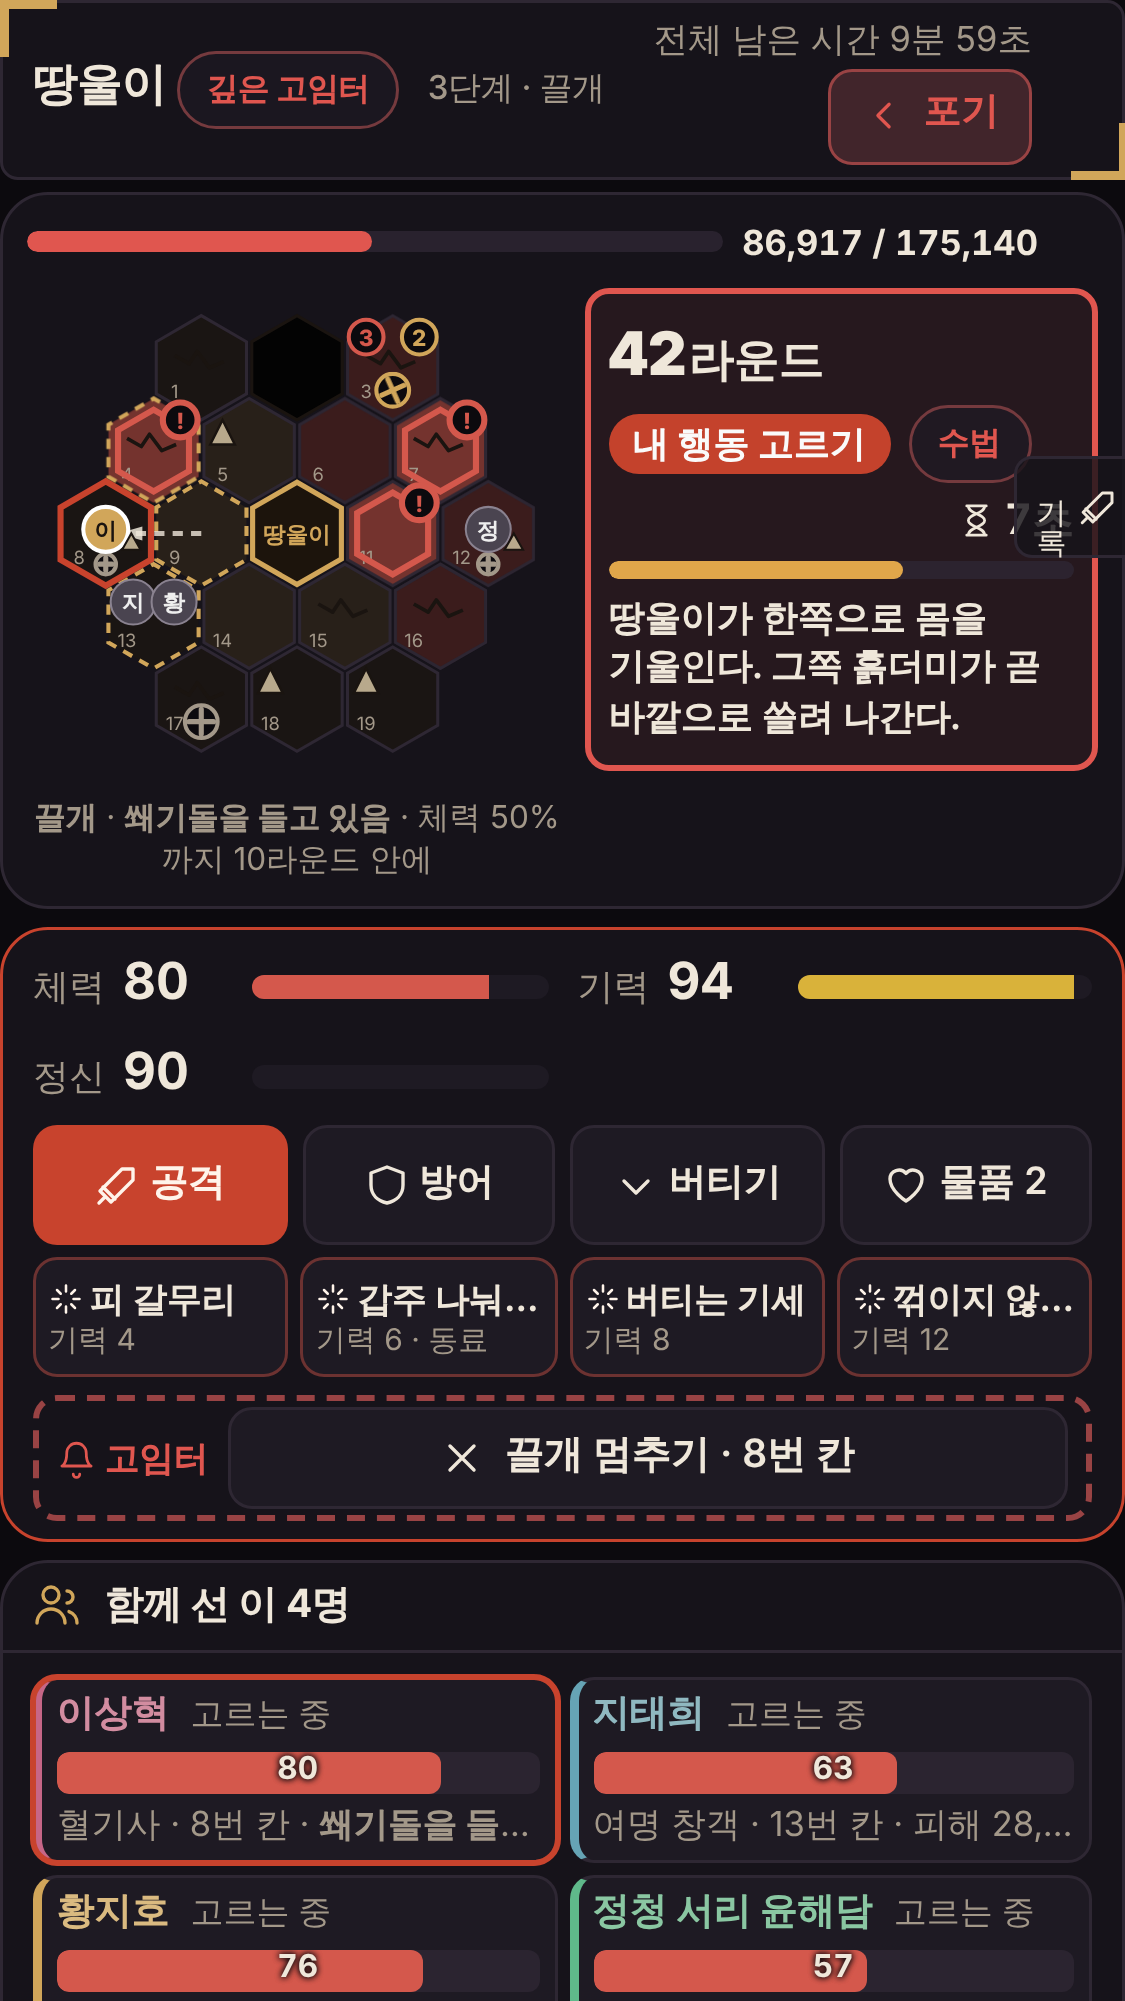 전체 남은 시간 9분 59초
땅울이 깊은 고임터 3단계 · 끌개
포기
86,917 / 175,140
3 2
1
3
! !
4 5 6 7
!
이 땅울이 정
8 9 11 12
지 황
13 14 15 16
17 18 19
42라운드
내 행동 고르기 수법
7초
기록
땅울이가 한쪽으로 몸을
기울인다. 그쪽 흙더미가 곧
바깥으로 쓸려 나간다.
끌개 · 쐐기돌을 들고 있음 · 체력 50%
까지 10라운드 안에
체력 80 기력 94
정신 90
공격 방어 버티기 물품 2
피 갈무리 갑주 나눠... 버티는 기세 꺾이지 않...
기력 4 기력 6 · 동료 기력 8 기력 12
고임터 끌개 멈추기 · 8번 칸
함께 선 이 4명
이상혁 고르는 중 지태희 고르는 중
80 63
혈기사 · 8번 칸 · 쐐기돌을 들... 여명 창객 · 13번 칸 · 피해 28,...
황지호 고르는 중 정청 서리 윤해담 고르는 중
76 57